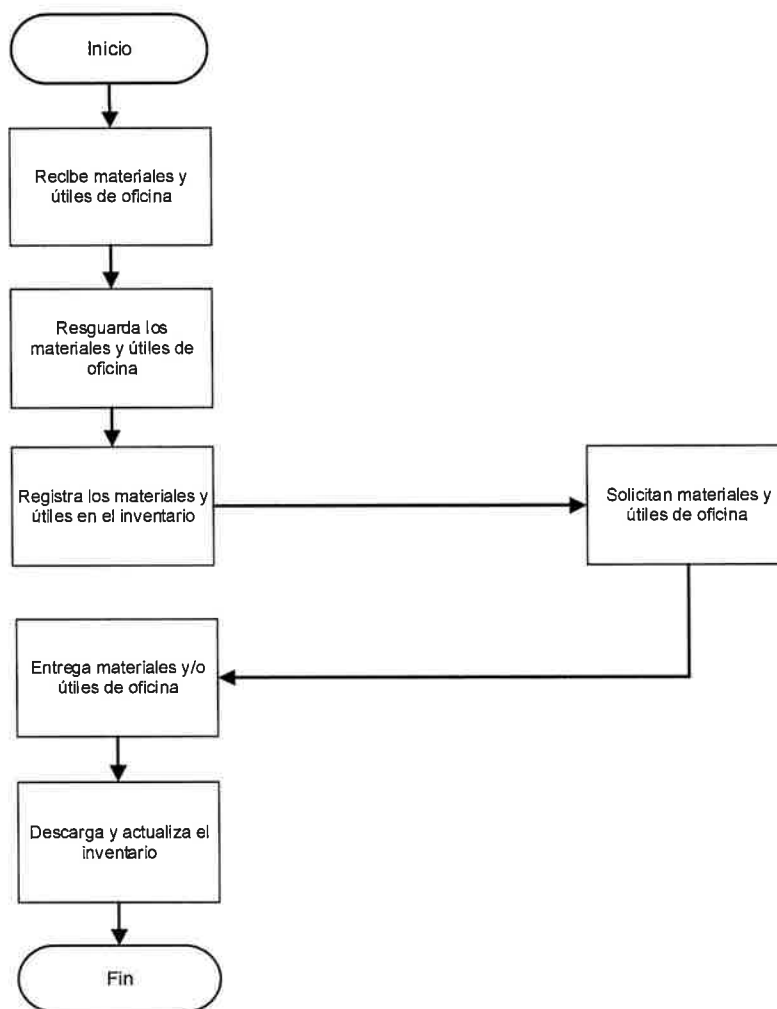 Inicio
Recibe materiales y
útiles de oficina
Resguarda los
materiales y útiles de
oficina
Registra los materiales y
útiles en el inventario
Solicitan materiales y
útiles de oficina
Entrega materiales y/o
útiles de oficina
Descarga y actualiza el
inventario
Fin